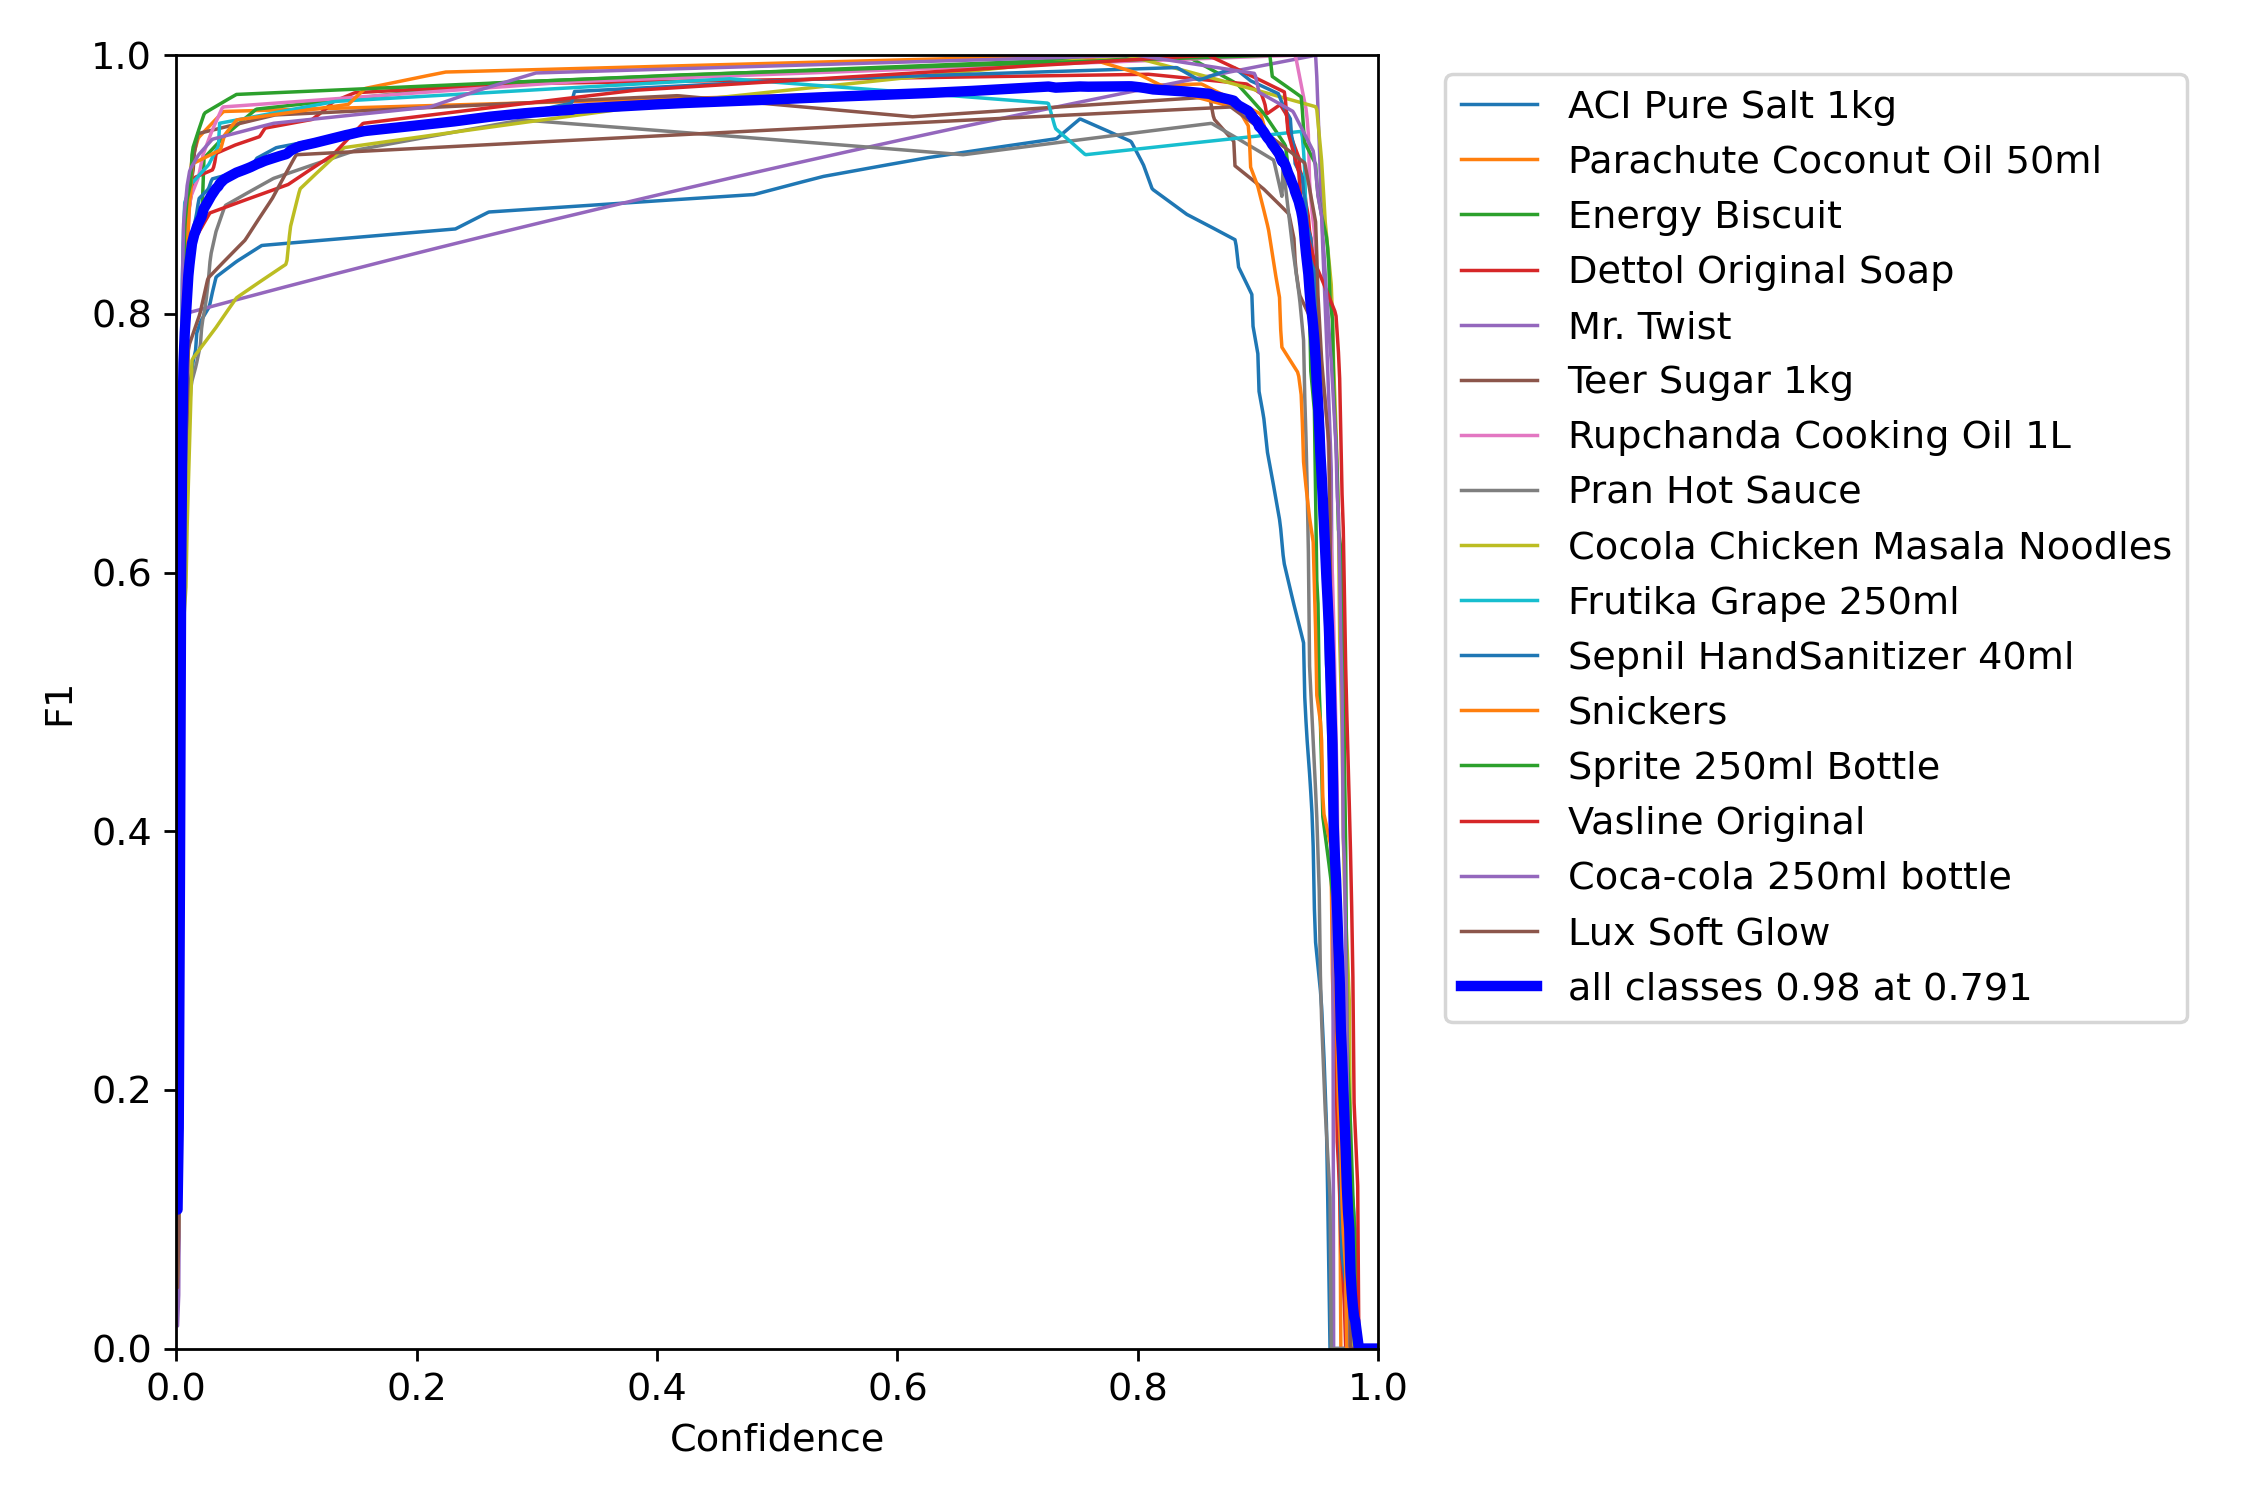 1.0
0.8
0.6
0.4
0.2
0.0
F1
0.0 0.2 0.4 0.6 0.8 1.0
Confidence
ACI Pure Salt 1kg
Parachute Coconut Oil 50ml
Energy Biscuit
Dettol Original Soap
Mr. Twist
Teer Sugar 1kg
Rupchanda Cooking Oil 1L
Pran Hot Sauce
Cocola Chicken Masala Noodles
Frutika Grape 250ml
Sepnil HandSanitizer 40ml
Snickers
Sprite 250ml Bottle
Vasline Original
Coca-cola 250ml bottle
Lux Soft Glow
all classes 0.98 at 0.791